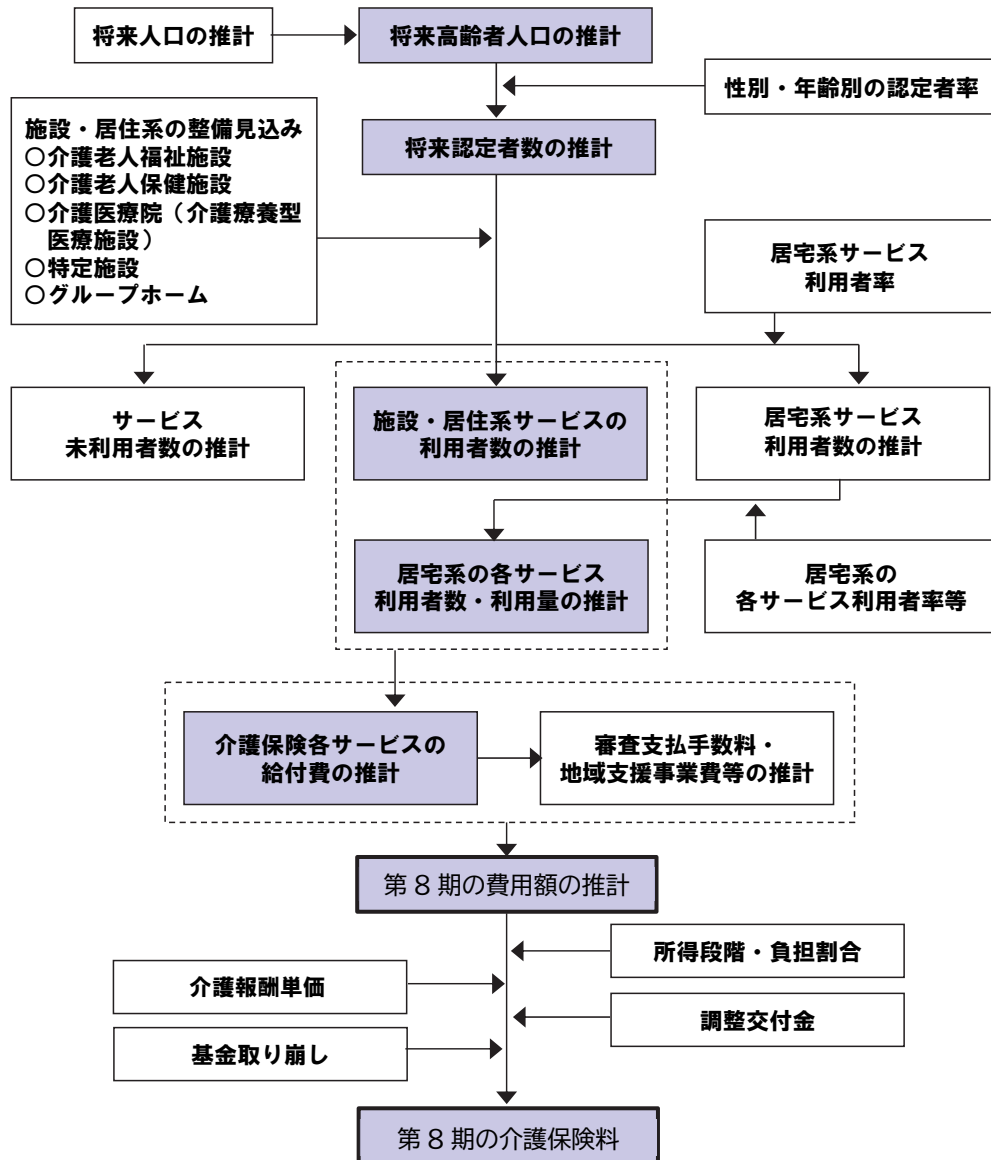 将来人口の推計
将来高齢者人口の推計
性別・年齢別の認定者率
施設・居住系の整備見込み
○介護老人福祉施設
○介護老人保健施設
○介護医療院（介護療養型
医療施設）
○特定施設
○グループホーム
将来認定者数の推計
居宅系サービス
利用者率
サービス
未利用者数の推計
施設・居住系サービスの
利用者数の推計
居宅系サービス
利用者数の推計
居宅系の各サービス
利用者数・利用量の推計
居宅系の
各サービス利用者率等
介護保険各サービスの
給付費の推計
審査支払手数料・
地域支援事業費等の推計
第8期の費用額の推計
所得段階・負担割合
介護報酬単価
調整交付金
基金取り崩し
第8期の介護保険料